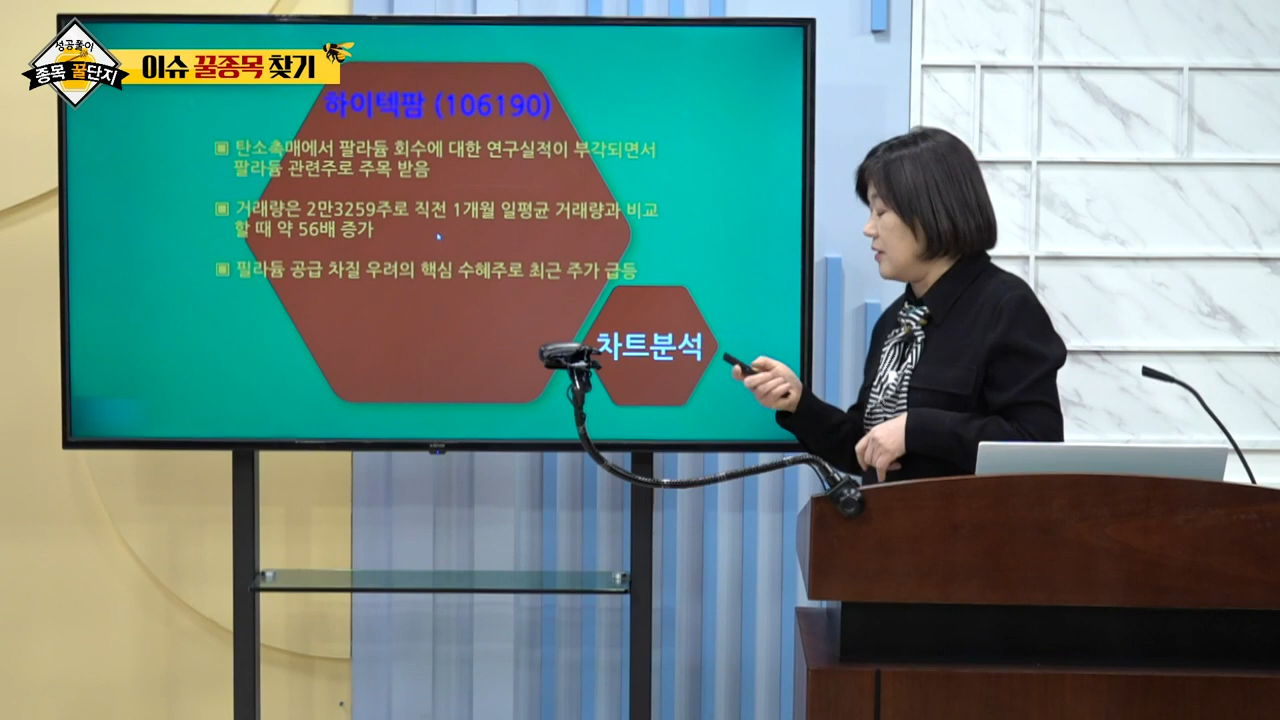 성공풀이
종목 꿀단지
이슈 꿀종목 찾기
하이텍팜 (106190)
▣ 탄소촉매에서 팔라듐 회수에 대한 연구실적이 부각되면서
팔라듐 관련주로 주목 받음
▣ 거래량은 2만3259주로 직전 1개월 일평균 거래량과 비교
할 때 약 56배 증가
▣ 필라듐 공급 차질 우려의 핵심 수혜주로 최근 주가 급등
차트분석